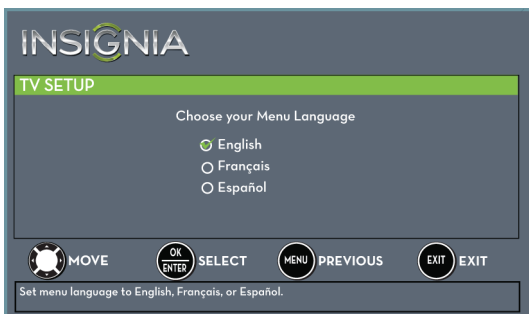 INSIGNIA
TV SETUP
Choose your Menu Language
English
Français
Español
MOVE OK ENTER SELECT MENU PREVIOUS EXIT EXIT
Set menu language to English, Français, or Español.